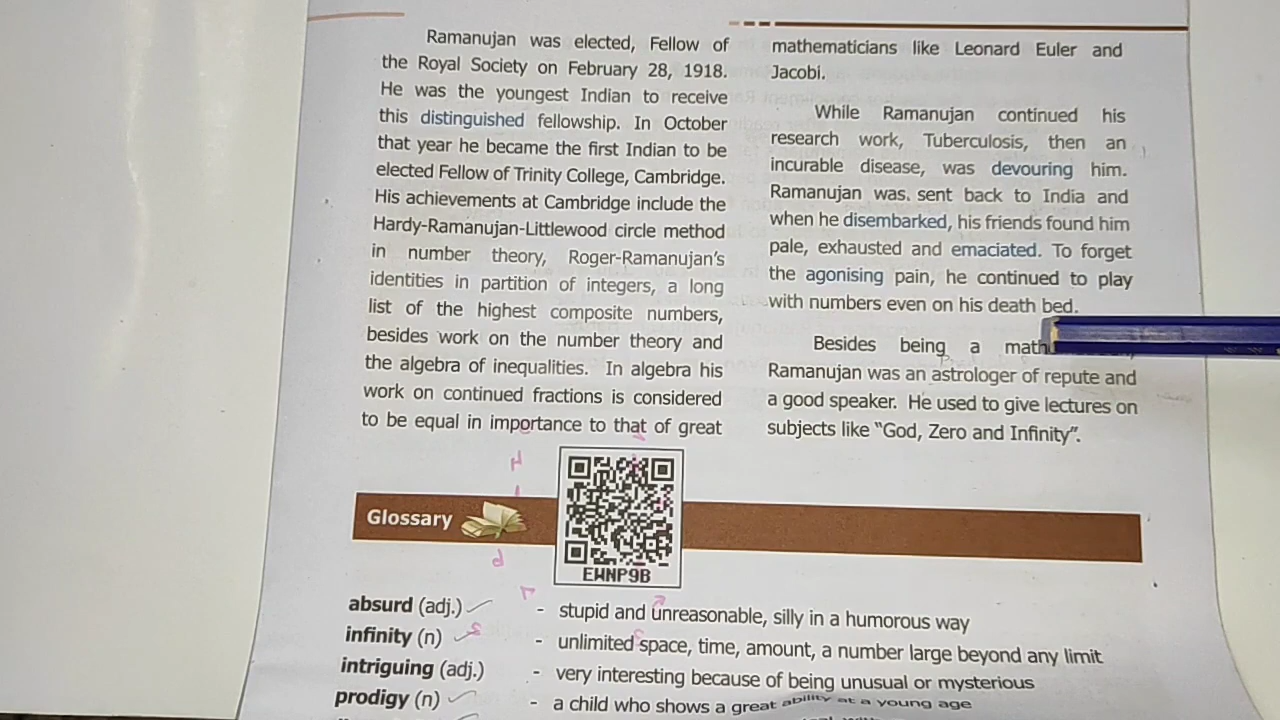 Ramanujan was elected, Fellow of
the Royal Society on February 28, 1918.
He was the youngest Indian to receive
this distinguished fellowship. In October
that year he became the first Indian to be
elected Fellow of Trinity College, Cambridge.
His achievements at Cambridge include the
Hardy-Ramanujan-Littlewood circle method
in number theory, Roger-Ramanujan's
identities in partition of integers, a long
list of the highest composite numbers,
besides work on the number theory and
the algebra of inequalities. In algebra his
work on continued fractions is considered
to be equal in importance to that of great
mathematicians like Leonard Euler and
Jacobi.
While Ramanujan continued his
research work, Tuberculosis, then an
incurable disease, was devouring him.
Ramanujan was sent back to India and
when he disembarked, his friends found him
pale, exhausted and emaciated. To forget
the agonising pain, he continued to play
with numbers even on his death bed.
Besides being a
Ramanujan was an astrologer of repute and
a good speaker. He used to give lectures on
subjects like "God, Zero and Infinity".
Glossary
EWNP9B
absurd (adj.) - stupid and unreasonable, silly in a humorous way
infinity (n) - unlimited space, time, amount, a number large beyond any limit
intriguing (adj.) - very interesting because of being unusual or mysterious
prodigy (n) - a child who shows a great ability at a young age